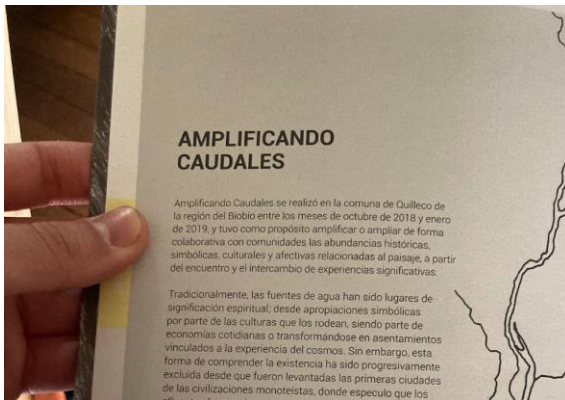 AMPLIFICANDO
CAUDALES
Amplificando Caudales se realizó en la comuna de Quilleco de
la región del Biobío entre los meses de octubre de 2018 y enero
de 2019, y tuvo como propósito amplificar o ampliar de forma
colaborativa con comunidades las abundancias históricas,
simbólicas, culturales y afectivas relacionadas al paisaje, a partir
del encuentro y el intercambio de experiencias significativas.
Tradicionalmente, las fuentes de agua han sido lugares de
significación espiritual; desde apropiaciones simbólicas
por parte de las culturas que los rodean, siendo parte de
economías cotidianas o transformándose en asentamientos
vinculados a la experiencia del cosmos. Sin embargo, esta
forma de comprender la existencia ha sido progresivamente
excluida desde que fueron levantadas las primeras ciudades
de las civilizaciones monoteístas, donde especulo que los